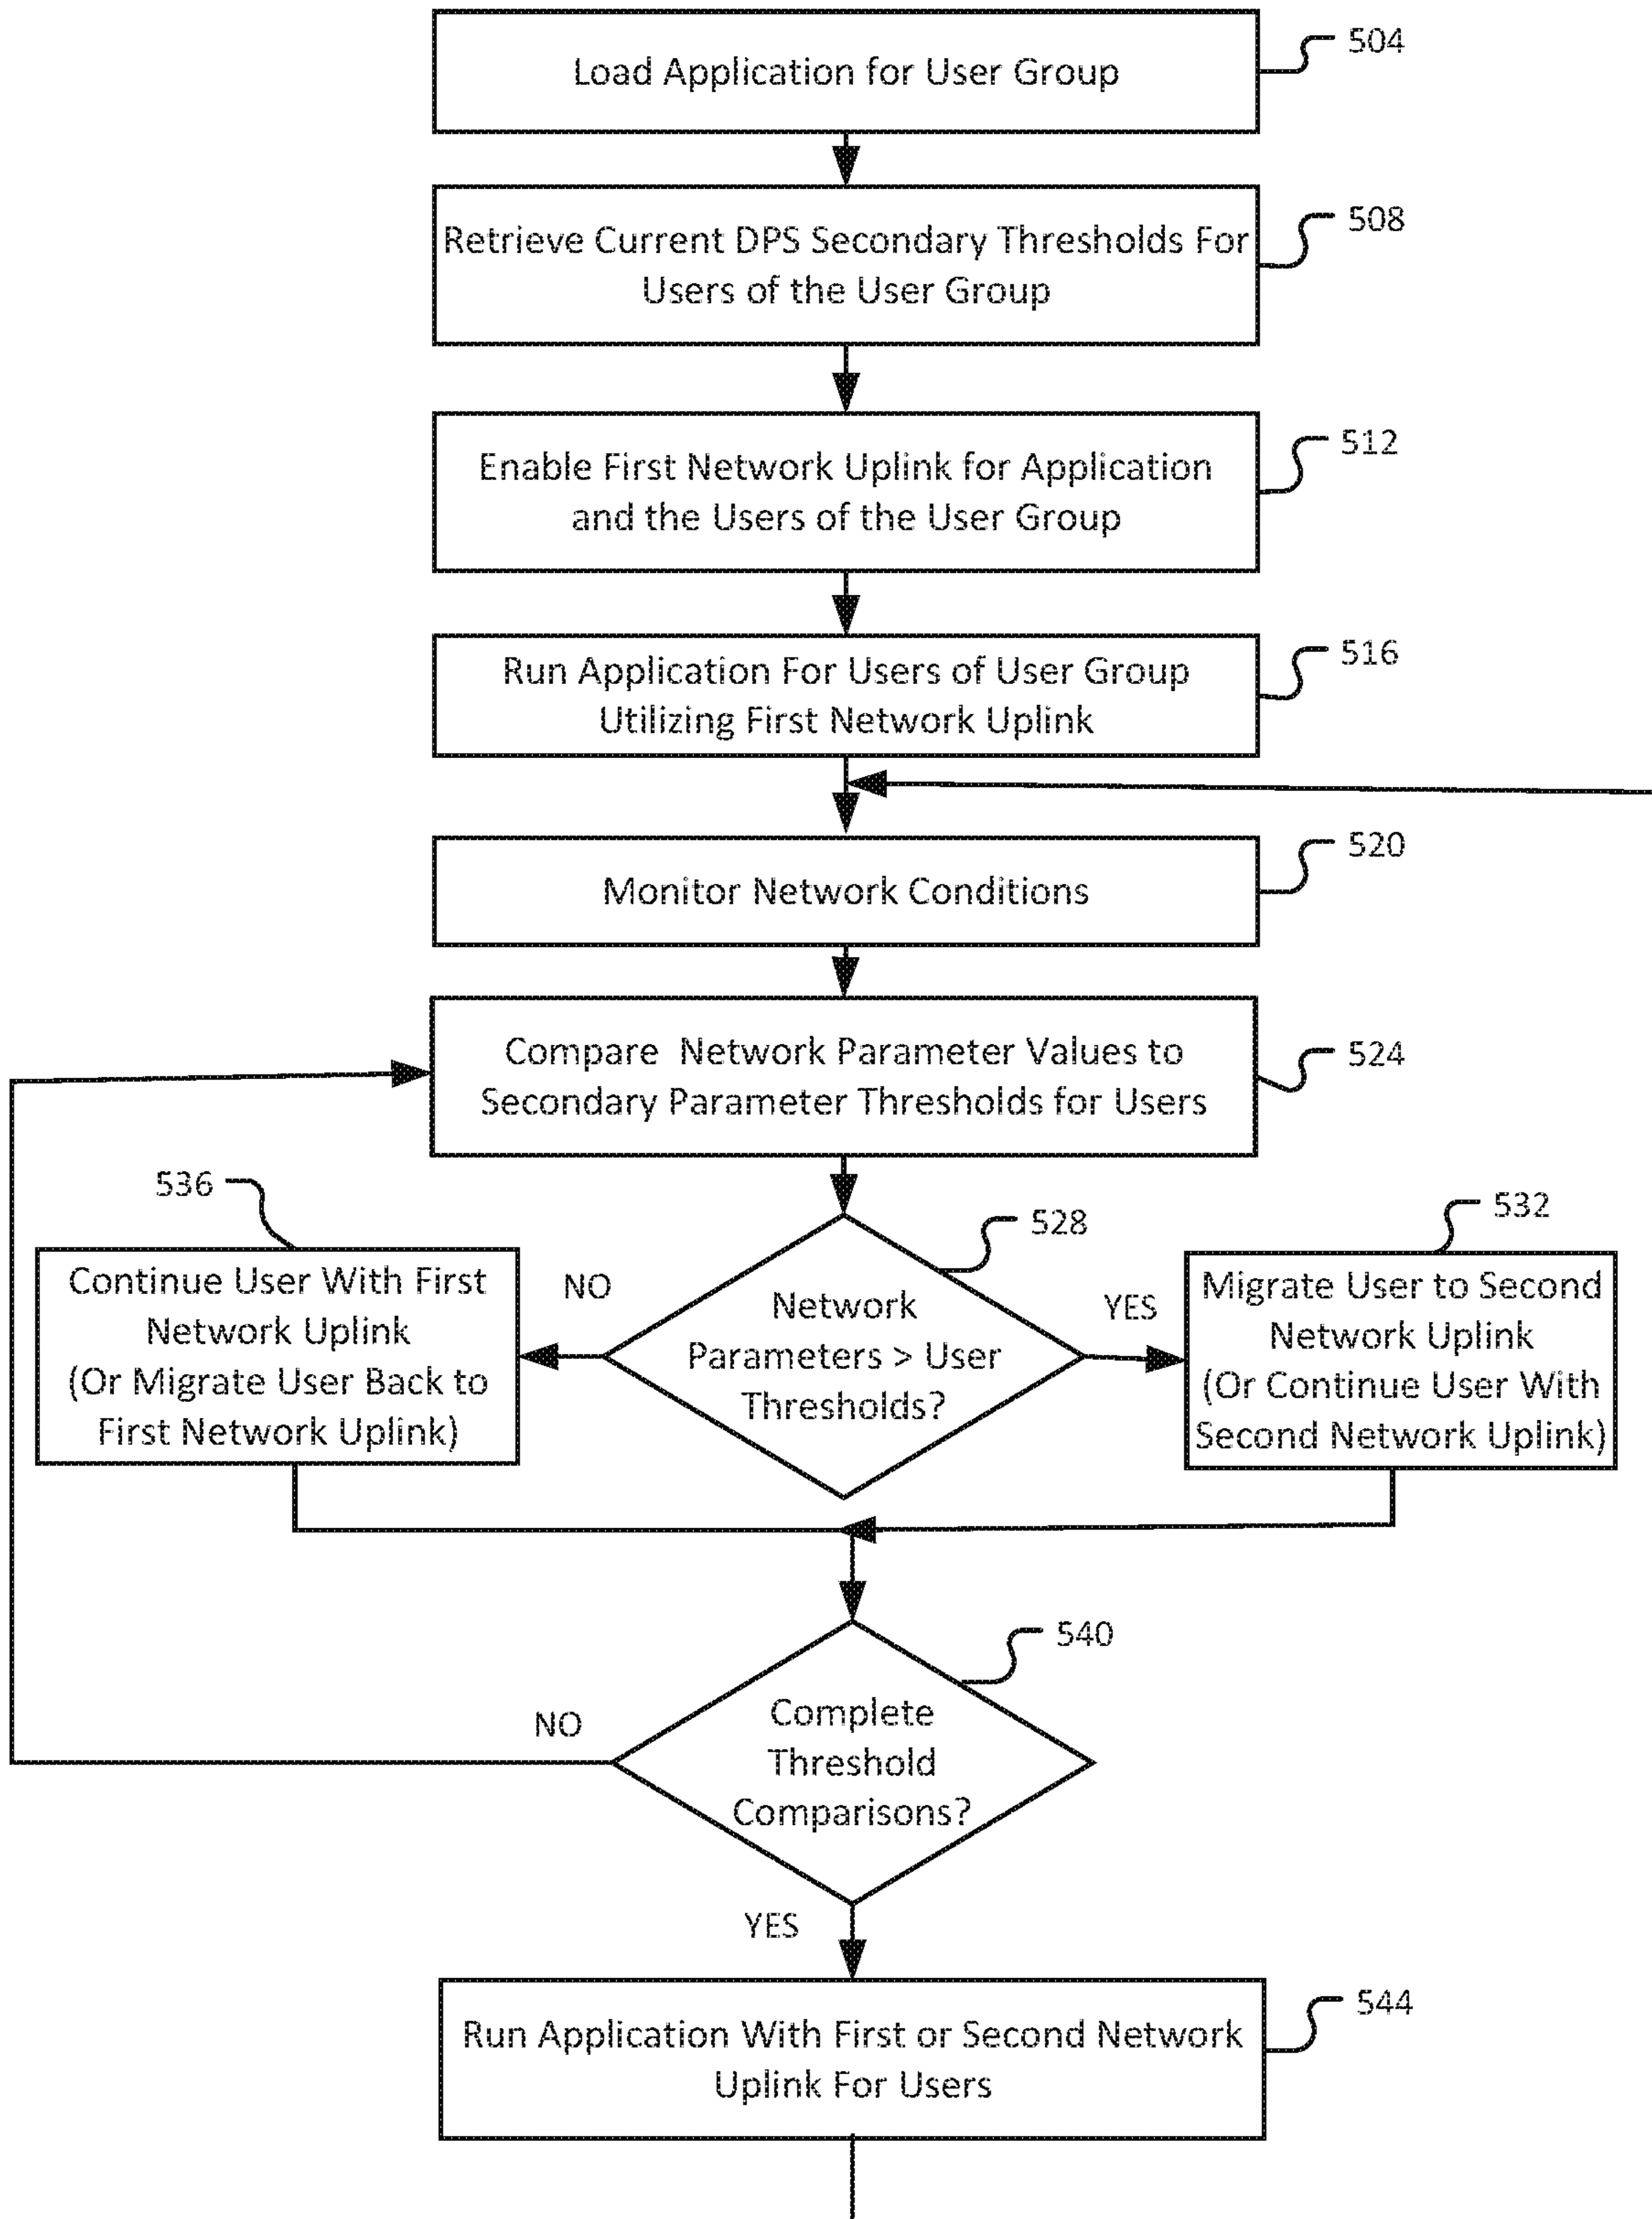 Load Application for User Group
504
Retrieve Current DPS Secondary Thresholds For
Users of the User Group
508
Enable First Network Uplink for Application
and the Users of the User Group
512
Run Application For Users of User Group
Utilizing First Network Uplink
516
Monitor Network Conditions
520
Compare Network Parameter Values to
Secondary Parameter Thresholds for Users
524
536
Continue User With First
Network Uplink
(Or Migrate User Back to
First Network Uplink)
NO
Network
Parameters > User
Thresholds?
528
YES
532
Migrate User to Second
Network Uplink
(Or Continue User With
Second Network Uplink)
540
NO
Complete
Threshold
Comparisons?
YES
Run Application With First or Second Network
Uplink For Users
544